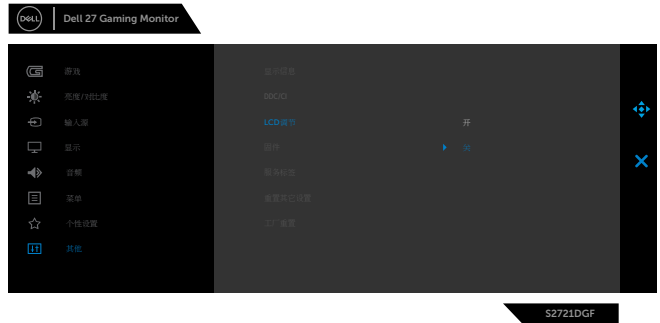 DELL
Dell 27 Gaming Monitor
游戏
亮度/对比度
输入源
显示
音频
菜单
个性设置
其他
显示信息
DDC/CI
LCD调节 开
固件 关
服务标签
重置其它设置
工厂重置
S2721DGF